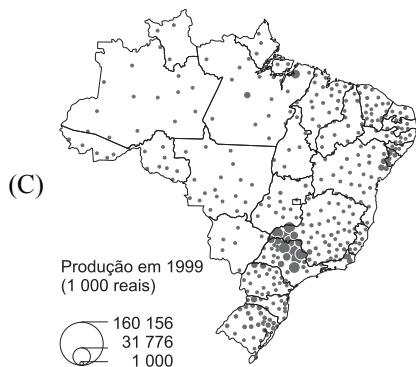 (C)
Produção em 1999
(1 000 reais)
160 156
31 776
1 000